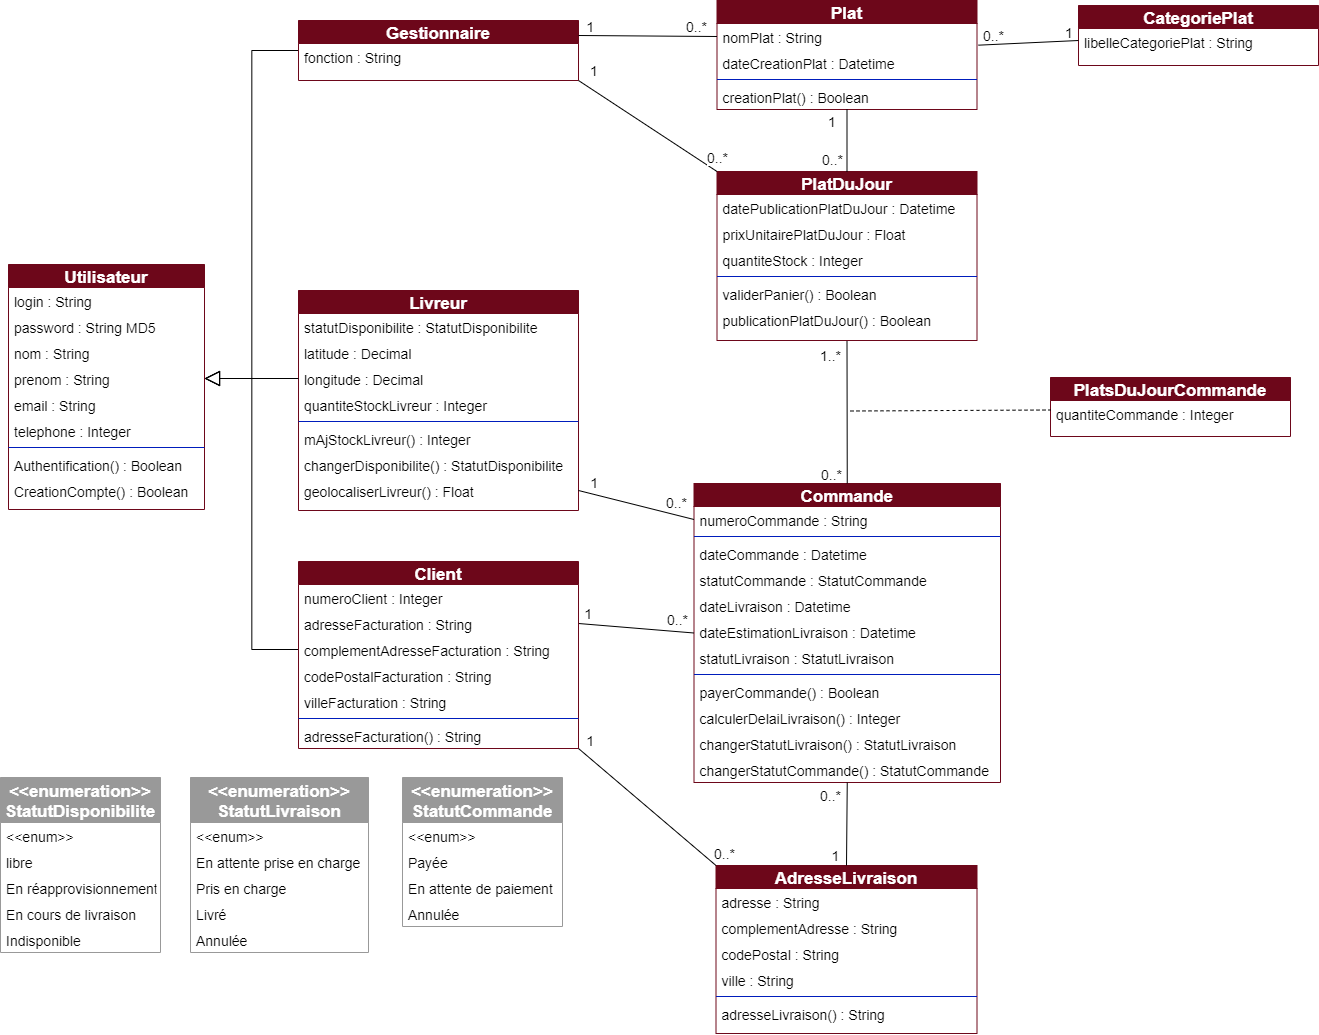 Gestionnaire
fonction : String
1
0..*
1
0..*
Plat
nomPlat : String
dateCreationPlat : Datetime
creationPlat() : Boolean
0..*
1
CategoriePlat
libelleCategoriePlat : String
1
0..*
PlatDuJour
datePublicationPlatDuJour : Datetime
prixUnitairePlatDuJour : Float
quantiteStock : Integer
validerPanier() : Boolean
publicationPlatDuJour() : Boolean
Utilisateur
login : String
password : String MD5
nom : String
prenom : String
email : String
telephone : Integer
Authentification() : Boolean
CreationCompte() : Boolean
Livreur
statutDisponibilite : StatutDisponibilite
latitude : Decimal
longitude : Decimal
quantiteStockLivreur : Integer
mAjStockLivreur() : Integer
changerDisponibilite() : StatutDisponibilite
geolocaliserLivreur() : Float
1..*
0..*
PlatsDuJourCommande
quantiteCommande : Integer
1
0..*
Commande
numeroCommande : String
dateCommande : Datetime
statutCommande : StatutCommande
dateLivraison : Datetime
dateEstimationLivraison : Datetime
statutLivraison : StatutLivraison
payerCommande() : Boolean
calculerDelaiLivraison() : Integer
changerStatutLivraison() : StatutLivraison
changerStatutCommande() : StatutCommande
Client
numeroClient : Integer
adresseFacturation : String
complementAdresseFacturation : String
codePostalFacturation : String
villeFacturation : String
adresseFacturation() : String
1
0..*
1
0..*
0..*
1
<<enumeration>>
StatutDisponibilite
<<enum>>
libre
En réapprovisionnement
En cours de livraison
Indisponible
<<enumeration>>
StatutLivraison
<<enum>>
En attente prise en charge
Pris en charge
Livré
Annulée
<<enumeration>>
StatutCommande
<<enum>>
Payée
En attente de paiement
Annulée
AdresseLivraison
adresse : String
complementAdresse : String
codePostal : String
ville : String
adresseLivraison() : String